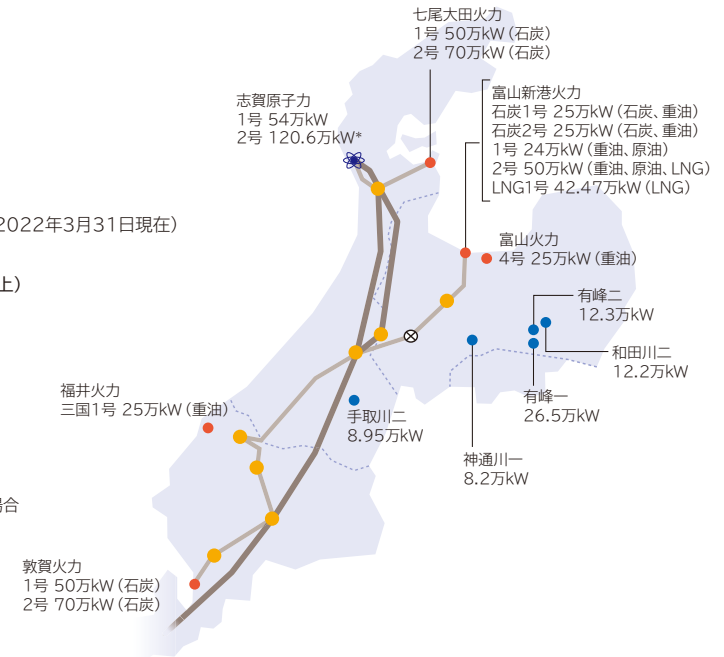 七尾大田火力
1号 50万kW（石炭）
2号 70万kW（石炭）
志賀原子力
1号 54万kW
2号 120.6万kW*
富山新港火力
石炭1号 25万kW（石炭、重油）
石炭2号 25万kW（石炭、重油）
1号 24万kW（重油、原油）
2号 50万kW（重油、原油、LNG）
LNG1号 42.47万kW（LNG）
2022年3月31日現在）
富山火力
4号 25万kW（重油）
上）
有峰二
12.3万kW
和田川二
12.2万kW
有峰一
26.5万kW
福井火力
三国1号 25万kW（重油）
手取川二
8.95万kW
神通川一
8.2万kW
場合
敦賀火力
1号 50万kW（石炭）
2号 70万kW（石炭）